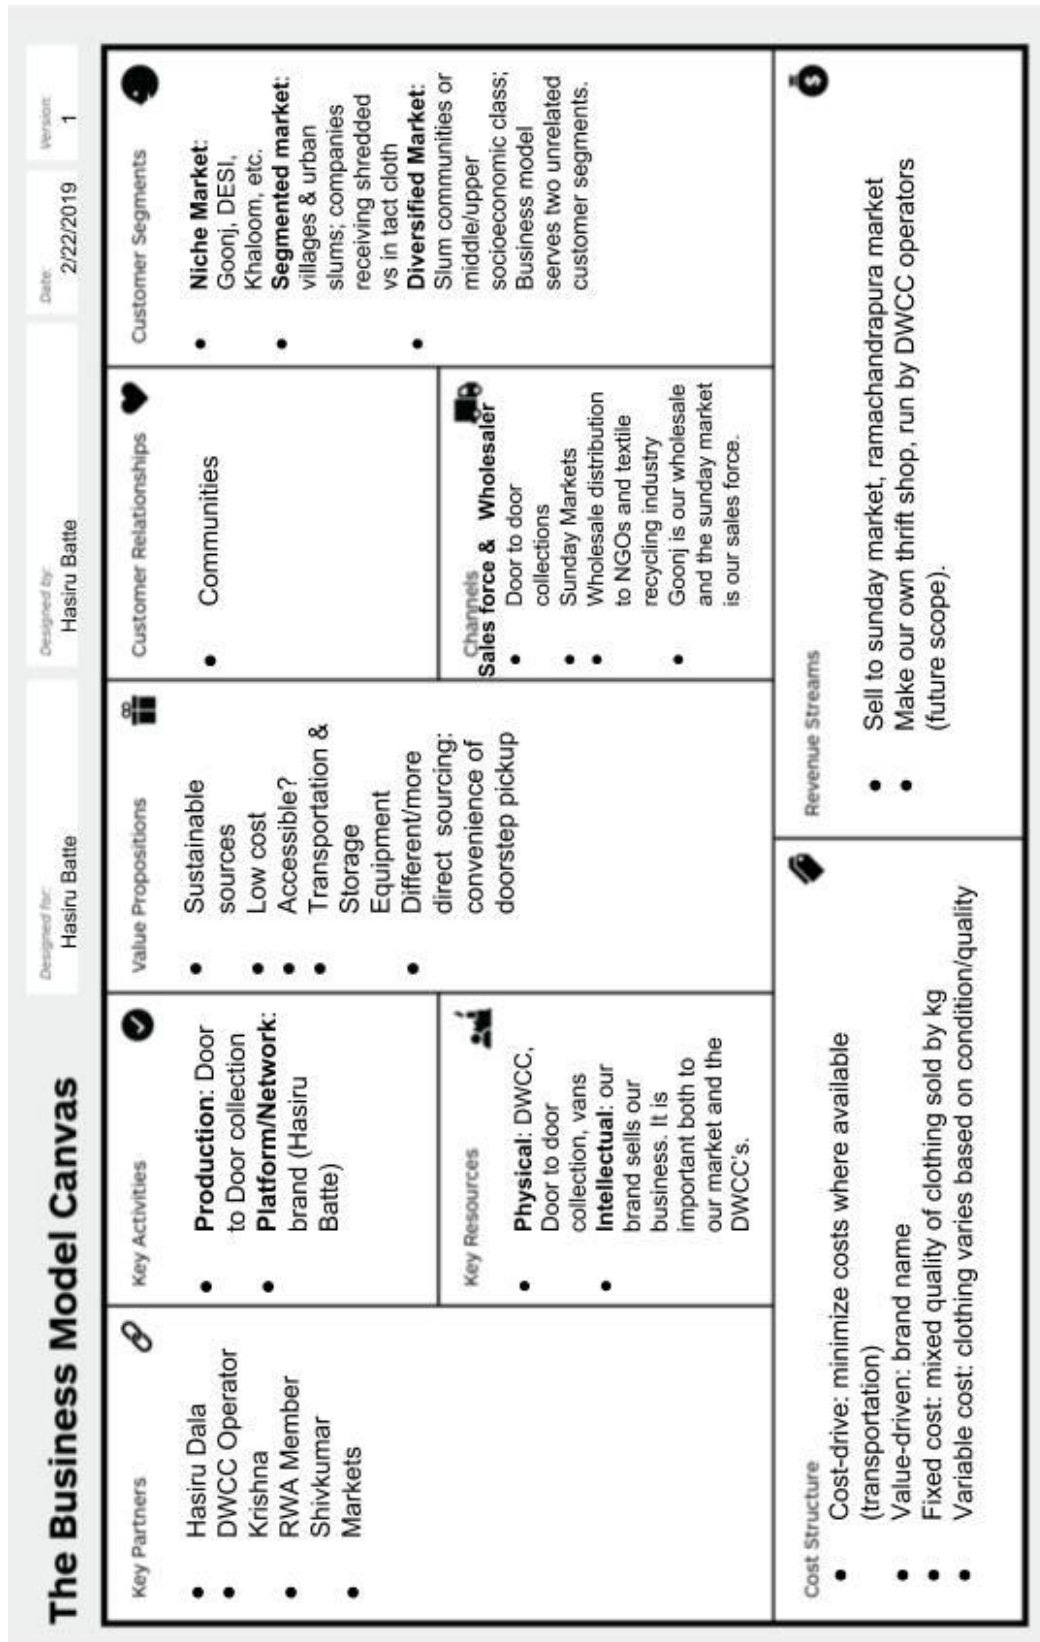 The Business Model Canvas
Designed for:
Hasiru Batte
Designed by:
Hasiru Batte
Date:
2/22/2019
Version:
1
Key Partners
● Hasiru Dala
● DWCC Operator
Krishna
● RWA Member
Shivkumar
● Markets
Key Activities
● Production: Door
to Door collection
● Platform/Network:
brand (Hasiru
Batte)
Key Resources
● Physical: DWCC,
Door to door
collection, vans
● Intellectual: our
brand sells our
business. It is
important both to
our market and the
DWCC's.
Value Propositions
● Sustainable
sources
● Low cost
● Accessible?
● Transportation &
Storage
Equipment
● Different/more
direct sourcing:
convenience of
doorstep pickup
Customer Relationships
● Communities
Channels
Sales force & Wholesaler
● Door to door
collections
● Sunday Markets
● Wholesale distribution
to NGOs and textile
recycling industry
● Goonj is our wholesale
and the sunday market
is our sales force.
Customer Segments
● Niche Market:
Goonj, DESI,
Khaloom, etc.
● Segmented market:
villages & urban
slums; companies
receiving shredded
vs in tact cloth
● Diversified Market:
Slum communities or
middle/upper
socioeconomic class;
Business model
serves two unrelated
customer segments.
Cost Structure
● Cost-drive: minimize costs where available
(transportation)
● Value-driven: brand name
● Fixed cost: mixed quality of clothing sold by kg
● Variable cost: clothing varies based on condition/quality
Revenue Streams
● Sell to sunday market, ramachandrapura market
● Make our own thrift shop, run by DWCC operators
(future scope).